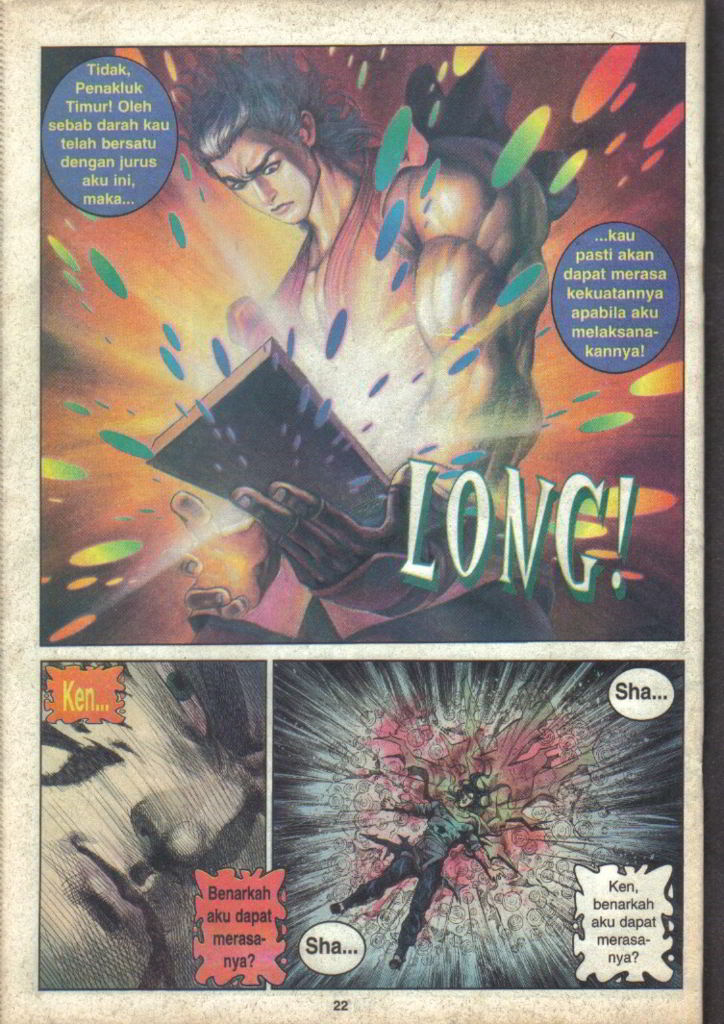 Tidak,
Penakluk
Timur! Oleh
sebab darah kau
telah bersatu
dengan jurus
aku ini,
maka...
...kau
pasti akan
dapat merasa
kekuatannya
apabila aku
melaksana-
kannya!
LONG!
Ken...
Benarkah
aku dapat
merasa-
nya?
Sha...
Sha...
Ken,
benarkah
aku dapat
merasa-
nya?
22